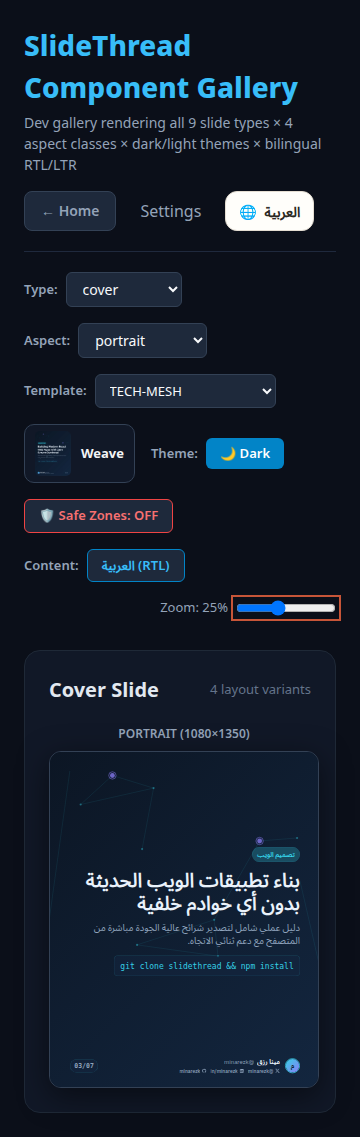 SlideThread
Component Gallery
Dev gallery rendering all 9 slide types × 4
aspect classes × dark/light themes × bilingual
RTL/LTR
← Home
Settings
🌐 العربية
Type: cover
Aspect: portrait
Template: TECH-MESH
Weave
Theme: 🌙 Dark
🛡️ Safe Zones: OFF
Content: العربية (RTL)
Zoom: 25%
Cover Slide
4 layout variants
PORTRAIT (1080×1350)
تصميم الويب
بناء تطبيقات الويب الحديثة
بدون أي خوادم خلفية
دليل عملي شامل لتصدير شرائح عالية الجودة مباشرة من
المتصفح مع دعم ثنائي الاتجاه.
git clone slidethread && npm install
مينا رزق @minarezk
03/07
م